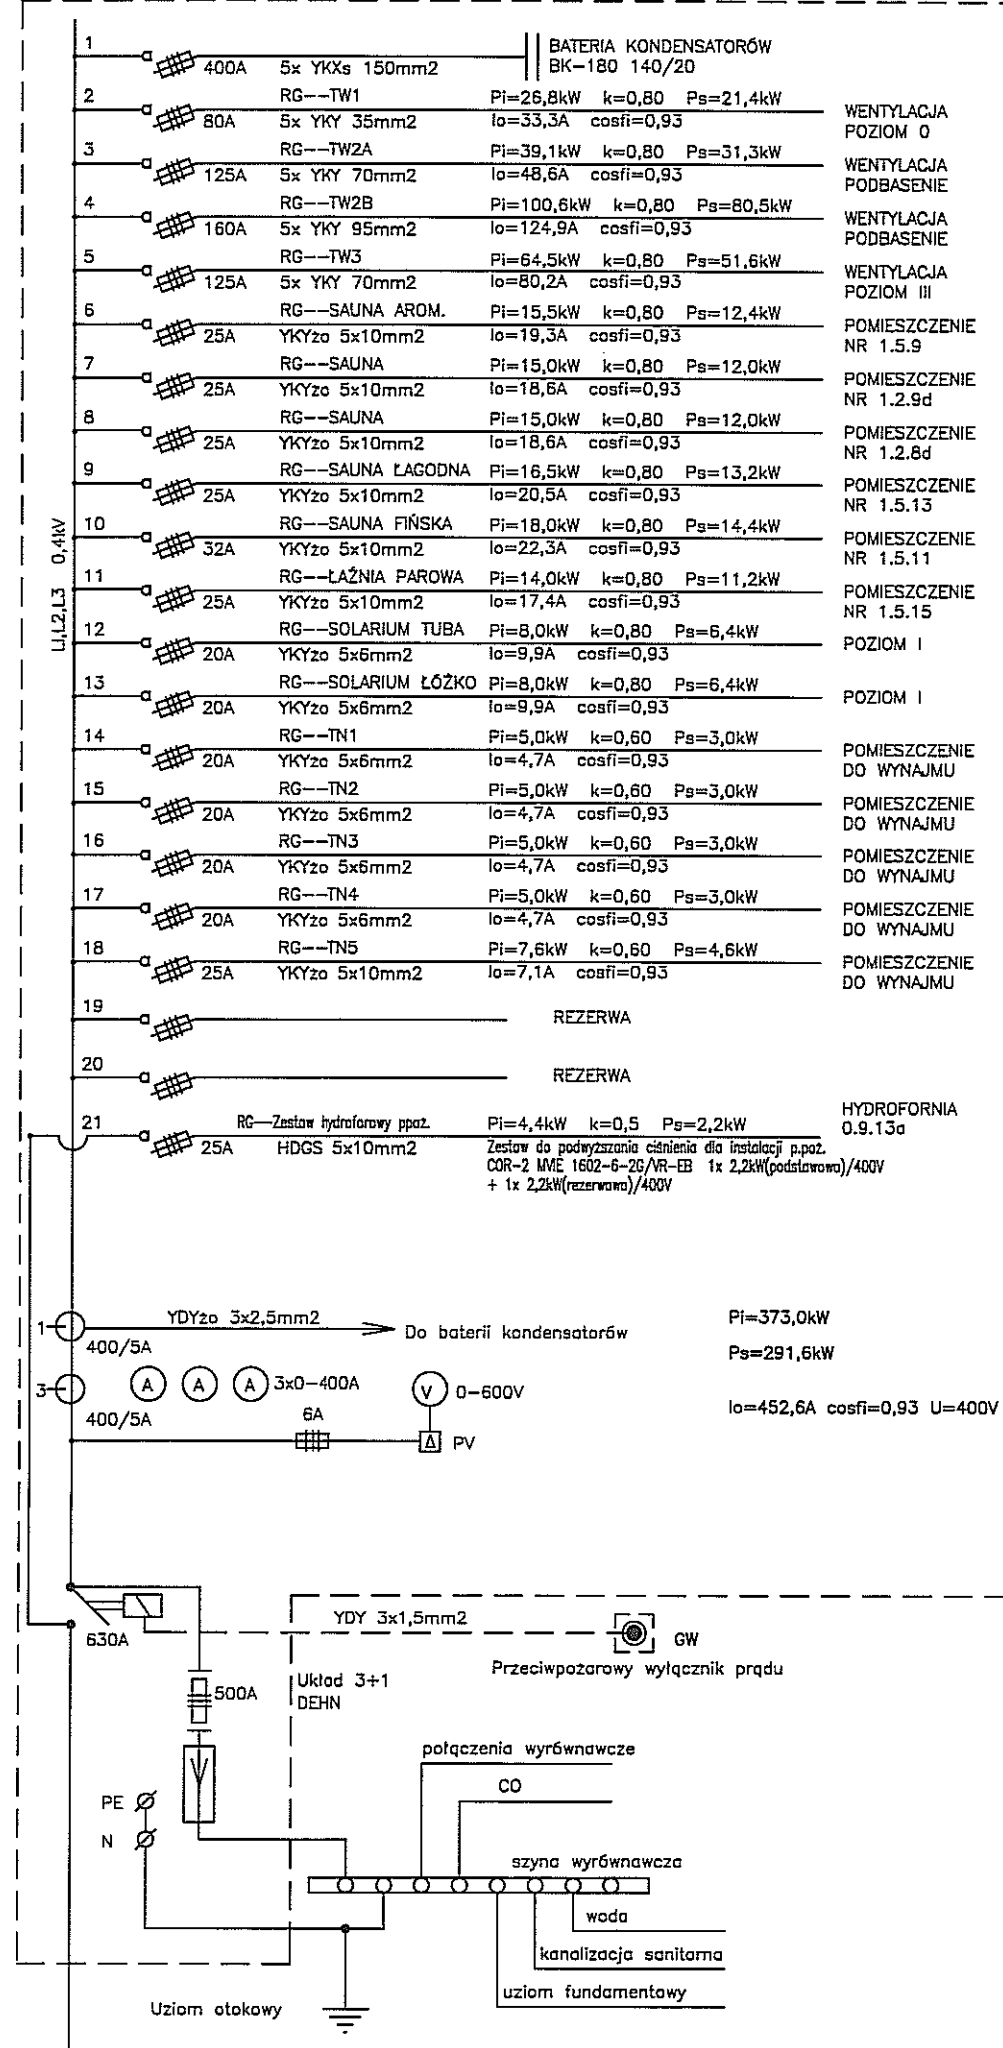 1
400A 5x YKXs 150mm2
BATERIA KONDENSATORÓW
BK-180 140/20
2 RG--TW1 Pi=26,8kW k=0,80 Ps=21,4kW
80A 5x YKY 35mm2 Io=33,3A cosfi=0,93
WENTYLACJA
POZIOM 0
3 RG--TW2A Pi=39,1kW k=0,80 Ps=31,3kW
125A 5x YKY 70mm2 Io=48,6A cosfi=0,93
WENTYLACJA
PODBASENIE
4 RG--TW2B Pi=100,6kW k=0,80 Ps=80,5kW
160A 5x YKY 95mm2 Io=124,9A cosfi=0,93
WENTYLACJA
PODBASENIE
5 RG--TW3 Pi=64,5kW k=0,80 Ps=51,6kW
125A 5x YKY 70mm2 Io=80,2A cosfi=0,93
WENTYLACJA
POZIOM III
6 RG--SAUNA AROM. Pi=15,5kW k=0,80 Ps=12,4kW
25A YKYżo 5x10mm2 Io=19,3A cosfi=0,93
POMIESZCZENIE
NR 1.5.9
7 RG--SAUNA Pi=15,0kW k=0,80 Ps=12,0kW
25A YKYżo 5x10mm2 Io=18,6A cosfi=0,93
POMIESZCZENIE
NR 1.2.9d
8 RG--SAUNA Pi=15,0kW k=0,80 Ps=12,0kW
25A YKYżo 5x10mm2 Io=18,6A cosfi=0,93
POMIESZCZENIE
NR 1.2.8d
9 RG--SAUNA ŁAGODNA Pi=16,5kW k=0,80 Ps=13,2kW
25A YKYżo 5x10mm2 Io=20,5A cosfi=0,93
POMIESZCZENIE
NR 1.5.13
10 RG--SAUNA FIŃSKA Pi=18,0kW k=0,80 Ps=14,4kW
32A YKYżo 5x10mm2 Io=22,3A cosfi=0,93
POMIESZCZENIE
NR 1.5.11
L1,L2,L3 0,4kV
11 RG--ŁAŹNIA PAROWA Pi=14,0kW k=0,80 Ps=11,2kW
25A YKYżo 5x10mm2 Io=17,4A cosfi=0,93
POMIESZCZENIE
NR 1.5.15
12 RG--SOLARIUM TUBA Pi=8,0kW k=0,80 Ps=6,4kW
20A YKYżo 5x6mm2 Io=9,9A cosfi=0,93
POZIOM I
13 RG--SOLARIUM ŁÓŻKO Pi=8,0kW k=0,80 Ps=6,4kW
20A YKYżo 5x6mm2 Io=9,9A cosfi=0,93
POZIOM I
14 RG--TN1 Pi=5,0kW k=0,60 Ps=3,0kW
20A YKYżo 5x6mm2 Io=4,7A cosfi=0,93
POMIESZCZENIE
DO WYNAJMU
15 RG--TN2 Pi=5,0kW k=0,60 Ps=3,0kW
20A YKYżo 5x6mm2 Io=4,7A cosfi=0,93
POMIESZCZENIE
DO WYNAJMU
16 RG--TN3 Pi=5,0kW k=0,60 Ps=3,0kW
20A YKYżo 5x6mm2 Io=4,7A cosfi=0,93
POMIESZCZENIE
DO WYNAJMU
17 RG--TN4 Pi=5,0kW k=0,60 Ps=3,0kW
20A YKYżo 5x6mm2 Io=4,7A cosfi=0,93
POMIESZCZENIE
DO WYNAJMU
18 RG--TN5 Pi=7,6kW k=0,60 Ps=4,6kW
25A YKYżo 5x10mm2 Io=7,1A cosfi=0,93
POMIESZCZENIE
DO WYNAJMU
19 REZERWA
20 REZERWA
21 RG--Zestaw hydroforowy ppoż. Pi=4,4kW k=0,5 Ps=2,2kW
25A HDGS 5x10mm2
HYDROFORNIA
0.9.13a
Zestaw do podwyższania ciśnienia dla instalacji p.poż.
COR-2 MVIE 1602-6-2G/VR-EB 1x 2,2kW(podstawowa)/400V
+ 1x 2,2kW(rezerwowa)/400V
YDYżo 3x2,5mm2
1 400/5A
Do baterii kondensatorów
Pi=373,0kW
Ps=291,6kW
3 A A A 3x0-400A V 0-600V
400/5A 6A
Io=452,6A cosfi=0,93 U=400V
PV
YDY 3x1,5mm2
630A
GW
Przeciwpożarowy wyłącznik prądu
500A
Układ 3+1
DEHN
połączenia wyrównawcze
CO
PE
N
szyna wyrównawcza
woda
kanalizacja sanitarna
uziom fundamentowy
Uziom otokowy